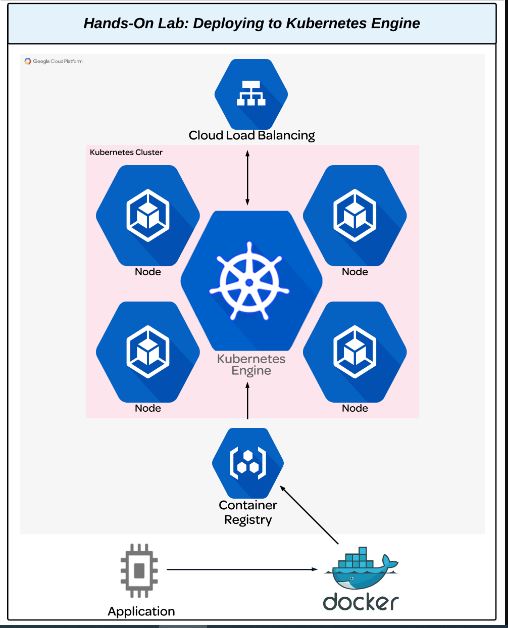 Hands-On Lab: Deploying to Kubernetes Engine
Google Cloud Platform
Cloud Load Balancing
Kubernetes Cluster
Node
Node
Kubernetes
Engine
Node
Node
Container
Registry
Application
docker